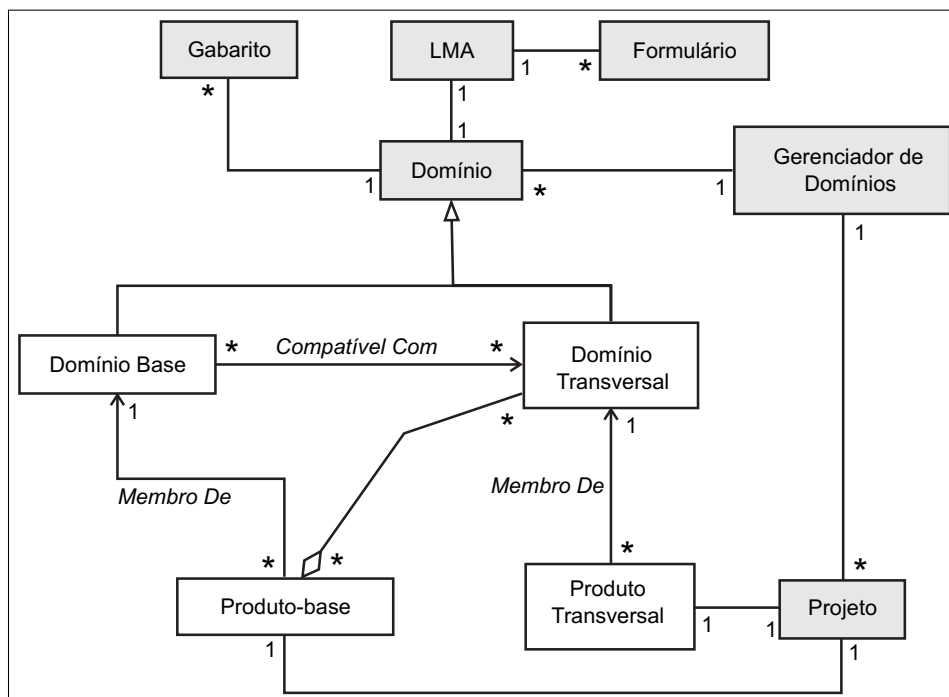 Gabarito
LMA
1
*
Formulário
*
1
1
1
Domínio
*
1
Gerenciador de
Domínios
1
Domínio Base
*
Compatível Com
*
Domínio
Transversal
1
*
1
Membro De
Membro De
*
*
*
*
Produto-base
Produto
Transversal
1
1
Projeto
1
1